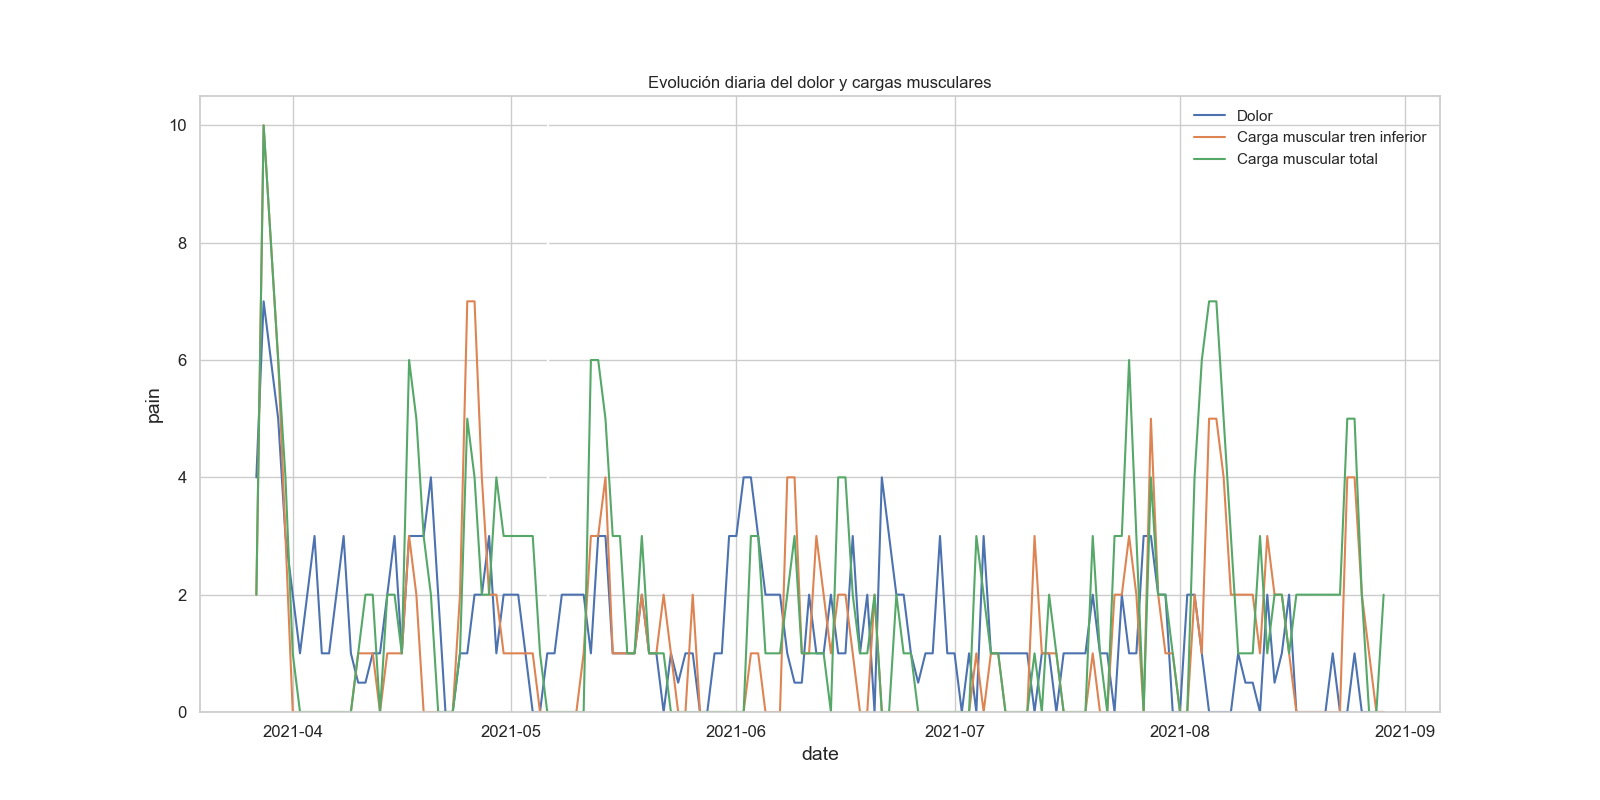 Evolución diaria del dolor y cargas musculares
Dolor
Carga muscular tren inferior
Carga muscular total
pain
10
8
6
4
2
0
2021-04
2021-05
2021-06
2021-07
2021-08
2021-09
date